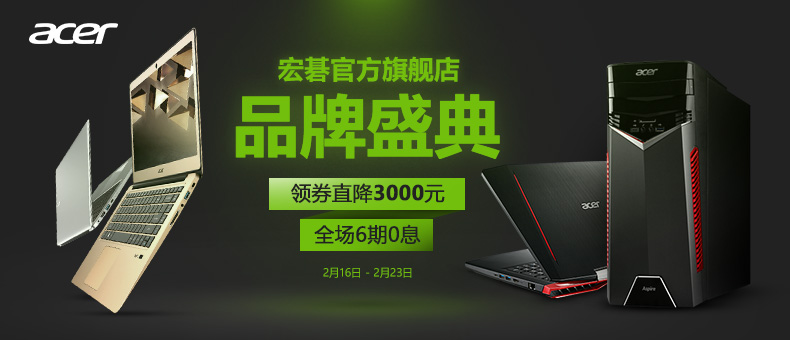 acer
宏碁官方旗舰店
品牌盛典
领券直降3000元
全场6期0息
2月16日 - 2月23日
acer
acer
acer
Aspire